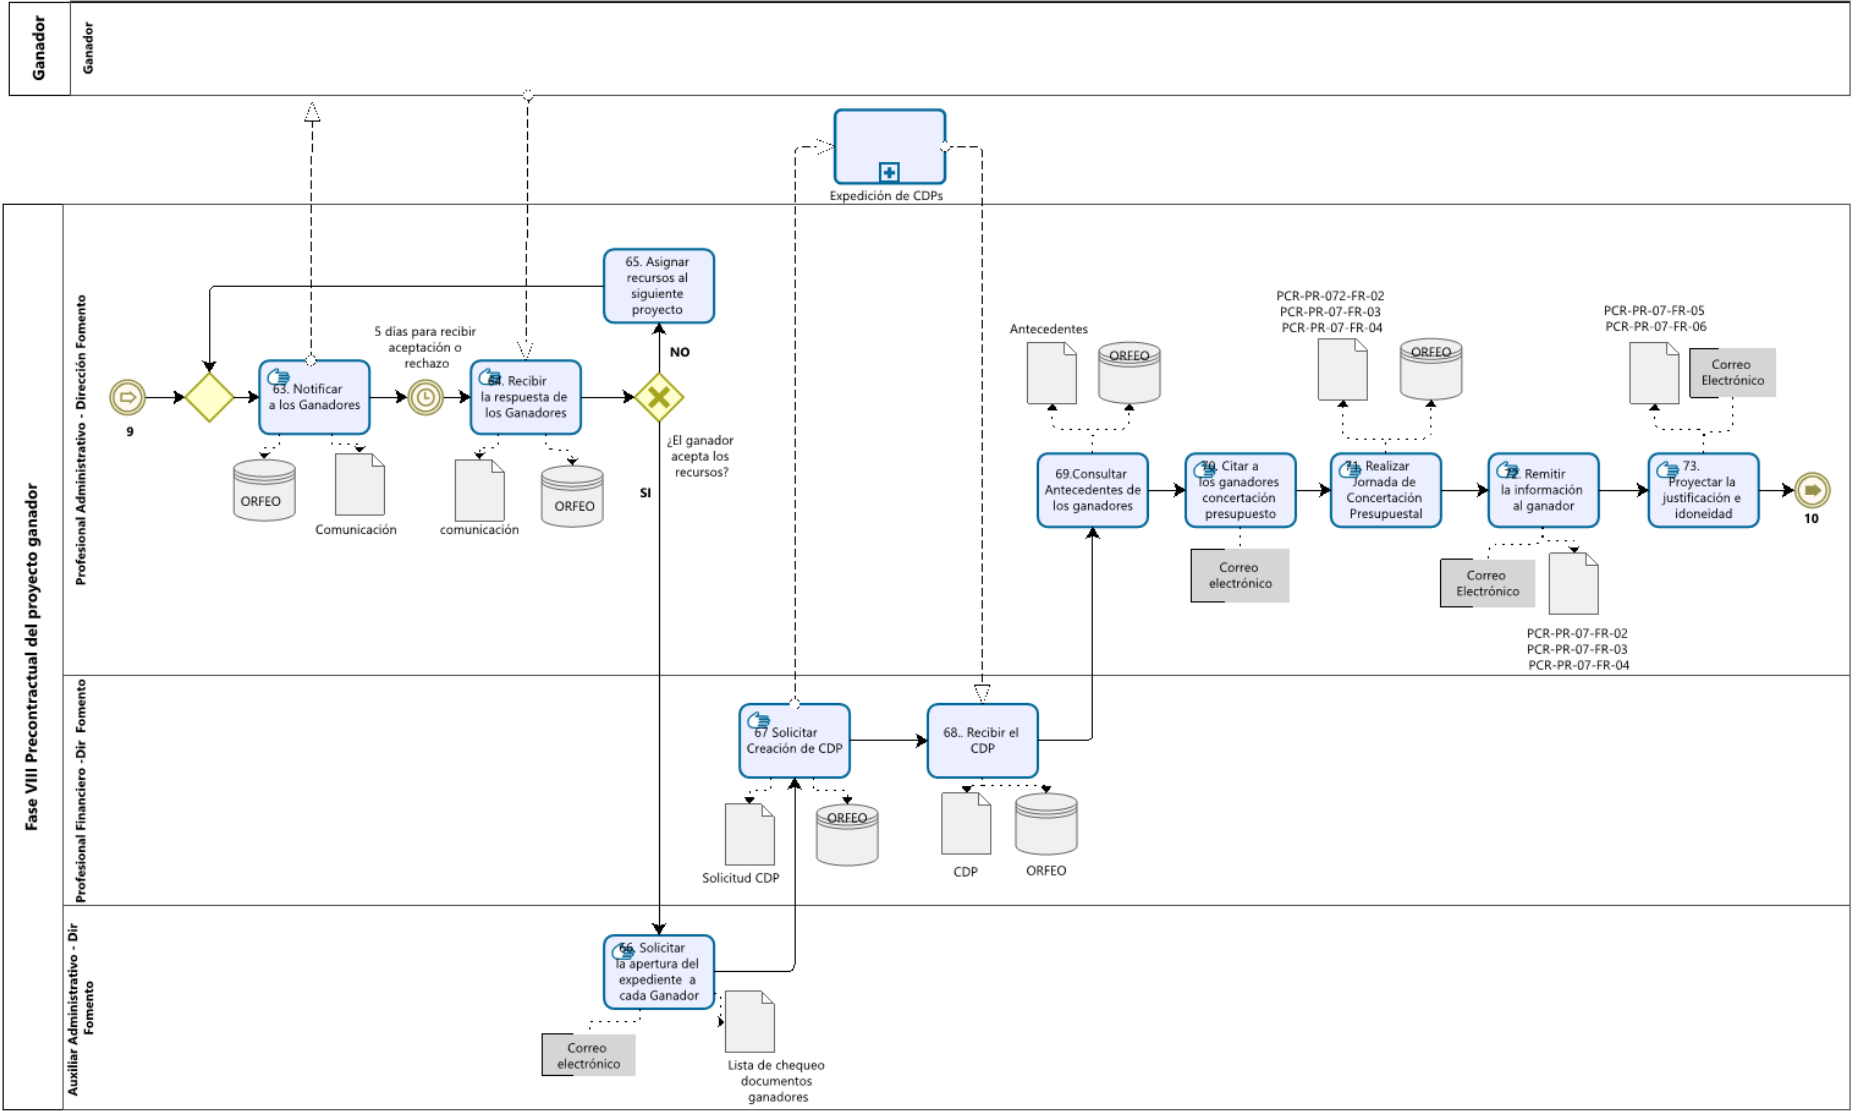 Ganador
Ganador
Expedición de CDPs
Fase VIII Precontractual del proyecto ganador
Profesional Administrativo - Dirección Fomento
65. Asignar
recursos al
siguiente
proyecto
5 días para recibir
aceptación o
rechazo
NO
9
63. Notificar
a los Ganadores
64. Recibir
la respuesta de
los Ganadores
¿El ganador
acepta los
recursos?
SI
ORFEO
Comunicación
comunicación
ORFEO
Antecedentes
ORFEO
PCR-PR-072-FR-02
PCR-PR-07-FR-03
PCR-PR-07-FR-04
ORFEO
PCR-PR-07-FR-05
PCR-PR-07-FR-06
Correo
Electrónico
69.Consultar
Antecedentes de
los ganadores
70. Citar a
los ganadores
concertación
presupuesto
71. Realizar
Jornada de
Concertación
Presupuestal
72. Remitir
la información
al ganador
73.
Proyectar la
justificación e
idoneidad
10
Correo
electrónico
Correo
Electrónico
PCR-PR-07-FR-02
PCR-PR-07-FR-03
PCR-PR-07-FR-04
Profesional Financiero -Dir Fomento
67 Solicitar
Creación de CDP
68.. Recibir el
CDP
Solicitud CDP
ORFEO
CDP
ORFEO
Auxiliar Administrativo - Dir
Fomento
66. Solicitar
la apertura del
expediente a
cada Ganador
Correo
electrónico
Lista de chequeo
documentos
ganadores